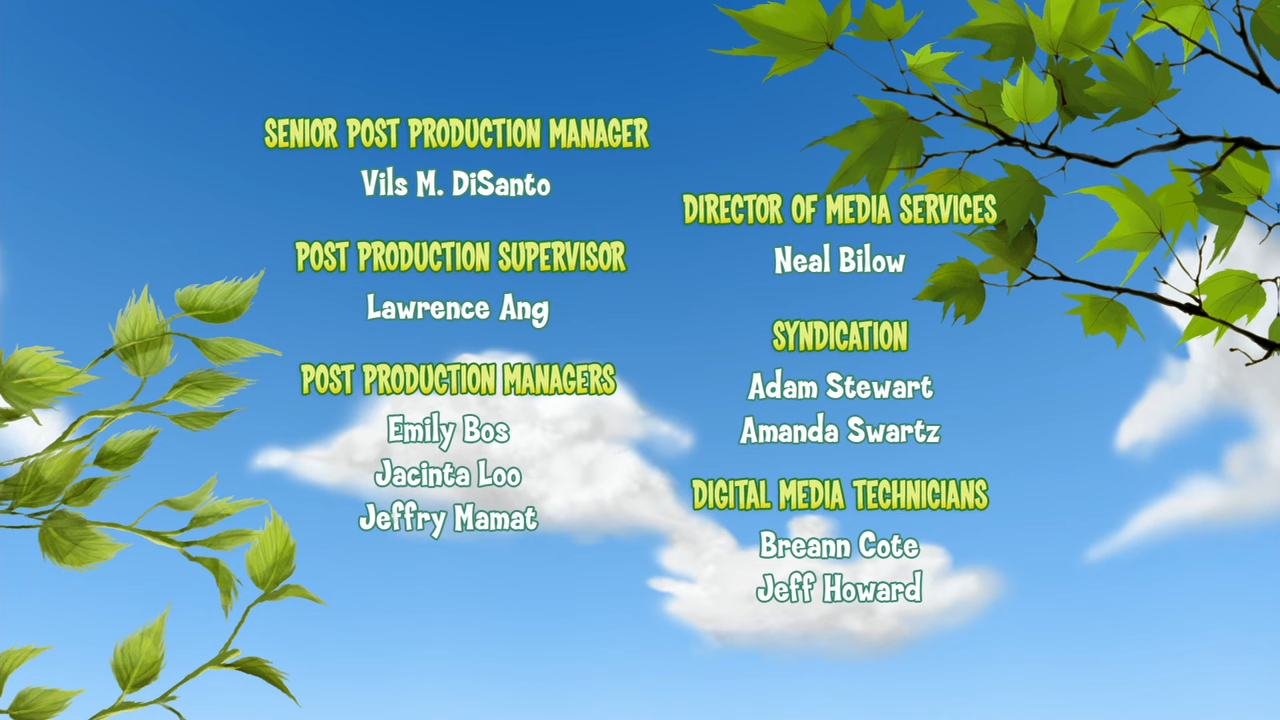 SENIOR POST PRODUCTION MANAGER
Vils M. DiSanto
POST PRODUCTION SUPERVISOR
Lawrence Ang
POST PRODUCTION MANAGERS
Emily Bos
Jacinta Loo
Jeffry Mamat
DIRECTOR OF MEDIA SERVICES
Neal Bilow
SYNDICATION
Adam Stewart
Amanda Swartz
DIGITAL MEDIA TECHNICIANS
Breann Cote
Jeff Howard